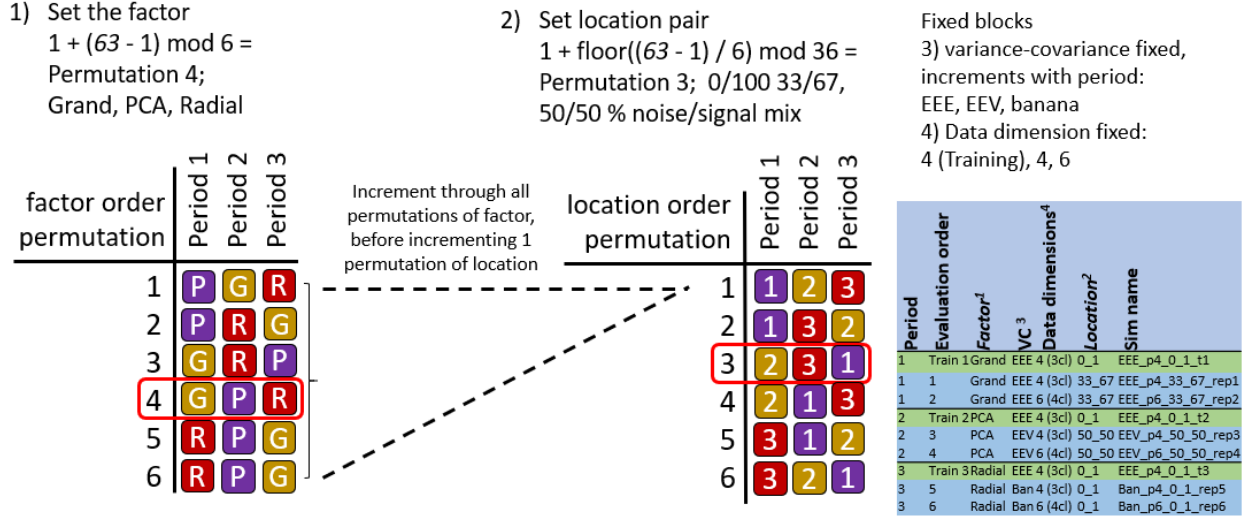 1) Set the factor
1 + (63 - 1) mod 6 =
Permutation 4;
Grand, PCA, Radial
2) Set location pair
1 + floor((63 - 1) / 6) mod 36 =
Permutation 3; 0/100 33/67,
50/50 % noise/signal mix
Fixed blocks
3) variance-covariance fixed,
increments with period:
EEE, EEV, banana
4) Data dimension fixed:
4 (Training), 4, 6
factor order
permutation
Period 1
Period 2
Period 3
1 P G R
2 P R G
3 G R P
4 G P R
5 R P G
6 R P G
Increment through all
permutations of factor,
before incrementing 1
permutation of location
location order
permutation
Period 1
Period 2
Period 3
1 1 2 3
2 1 3 2
3 2 3 1
4 2 1 3
5 3 1 2
6 3 2 1
Period
Evaluation order
Factor1
VC 3
Data dimensions4
Location2
Sim name
1 Train 1 Grand EEE 4 (3cl) 0_1 EEE_p4_0_1_t1
1 1 Grand EEE 4 (3cl) 33_67 EEE_p4_33_67_rep1
1 2 Grand EEE 6 (4cl) 33_67 EEE_p6_33_67_rep2
2 Train 2 PCA EEE 4 (3cl) 0_1 EEE_p4_0_1_t2
2 3 PCA EEV 4 (3cl) 50_50 EEV_p4_50_50_rep3
2 4 PCA EEV 6 (4cl) 50_50 EEV_p6_50_50_rep4
3 Train 3 Radial EEE 4 (3cl) 0_1 EEE_p4_0_1_t3
3 5 Radial Ban 4 (3cl) 0_1 Ban_p4_0_1_rep5
3 6 Radial Ban 6 (4cl) 0_1 Ban_p6_0_1_rep6